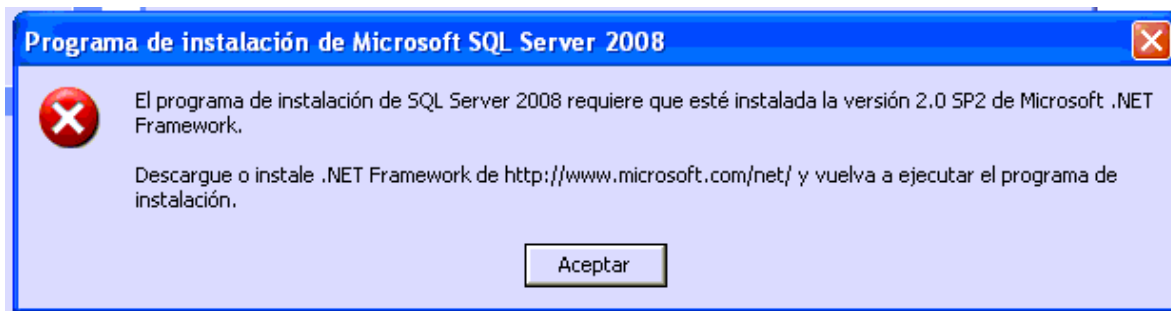 Programa de instalación de Microsoft SQL Server 2008
El programa de instalación de SQL Server 2008 requiere que esté instalada la versión 2.0 SP2 de Microsoft .NET
Framework.
Descargue o instale .NET Framework de http://www.microsoft.com/net/ y vuelva a ejecutar el programa de
instalación.
Aceptar